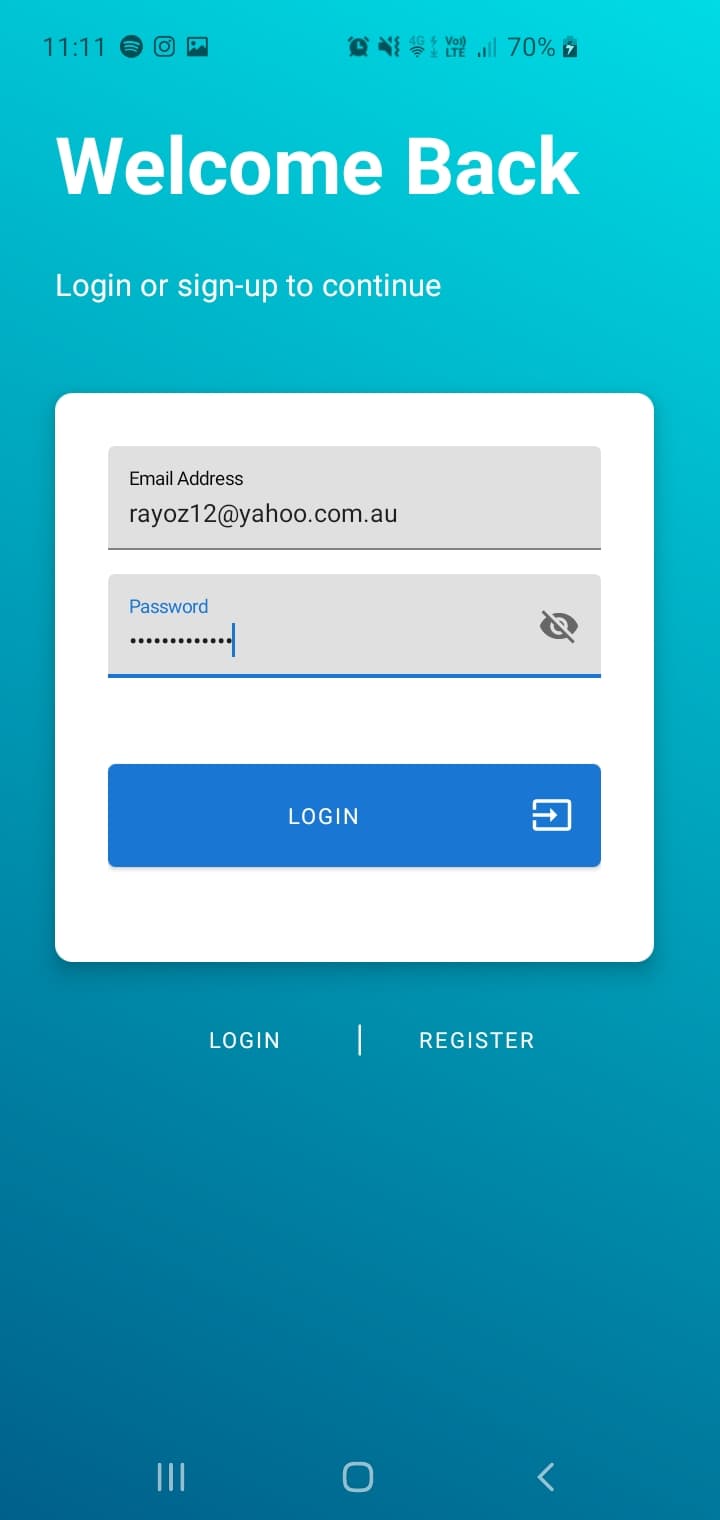 11:11
4G Vo)) LTE 70%
Welcome Back
Login or sign-up to continue
Email Address
rayoz12@yahoo.com.au
Password
•••••••••••••
LOGIN
LOGIN | REGISTER